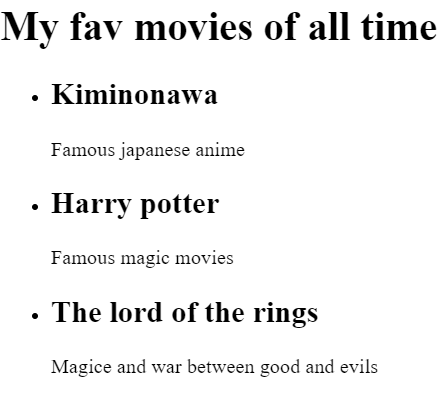 My fav movies of all time
Kiminonawa
Famous japanese anime
Harry potter
Famous magic movies
The lord of the rings
Magice and war between good and evils